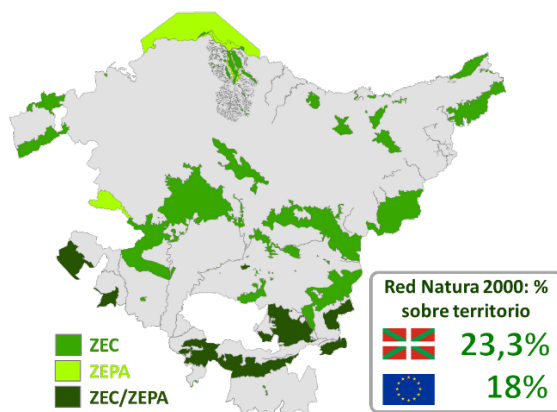 Red Natura 2000: %
sobre territorio
23,3%
18%
ZEC
ZEPA
ZEC/ZEPA